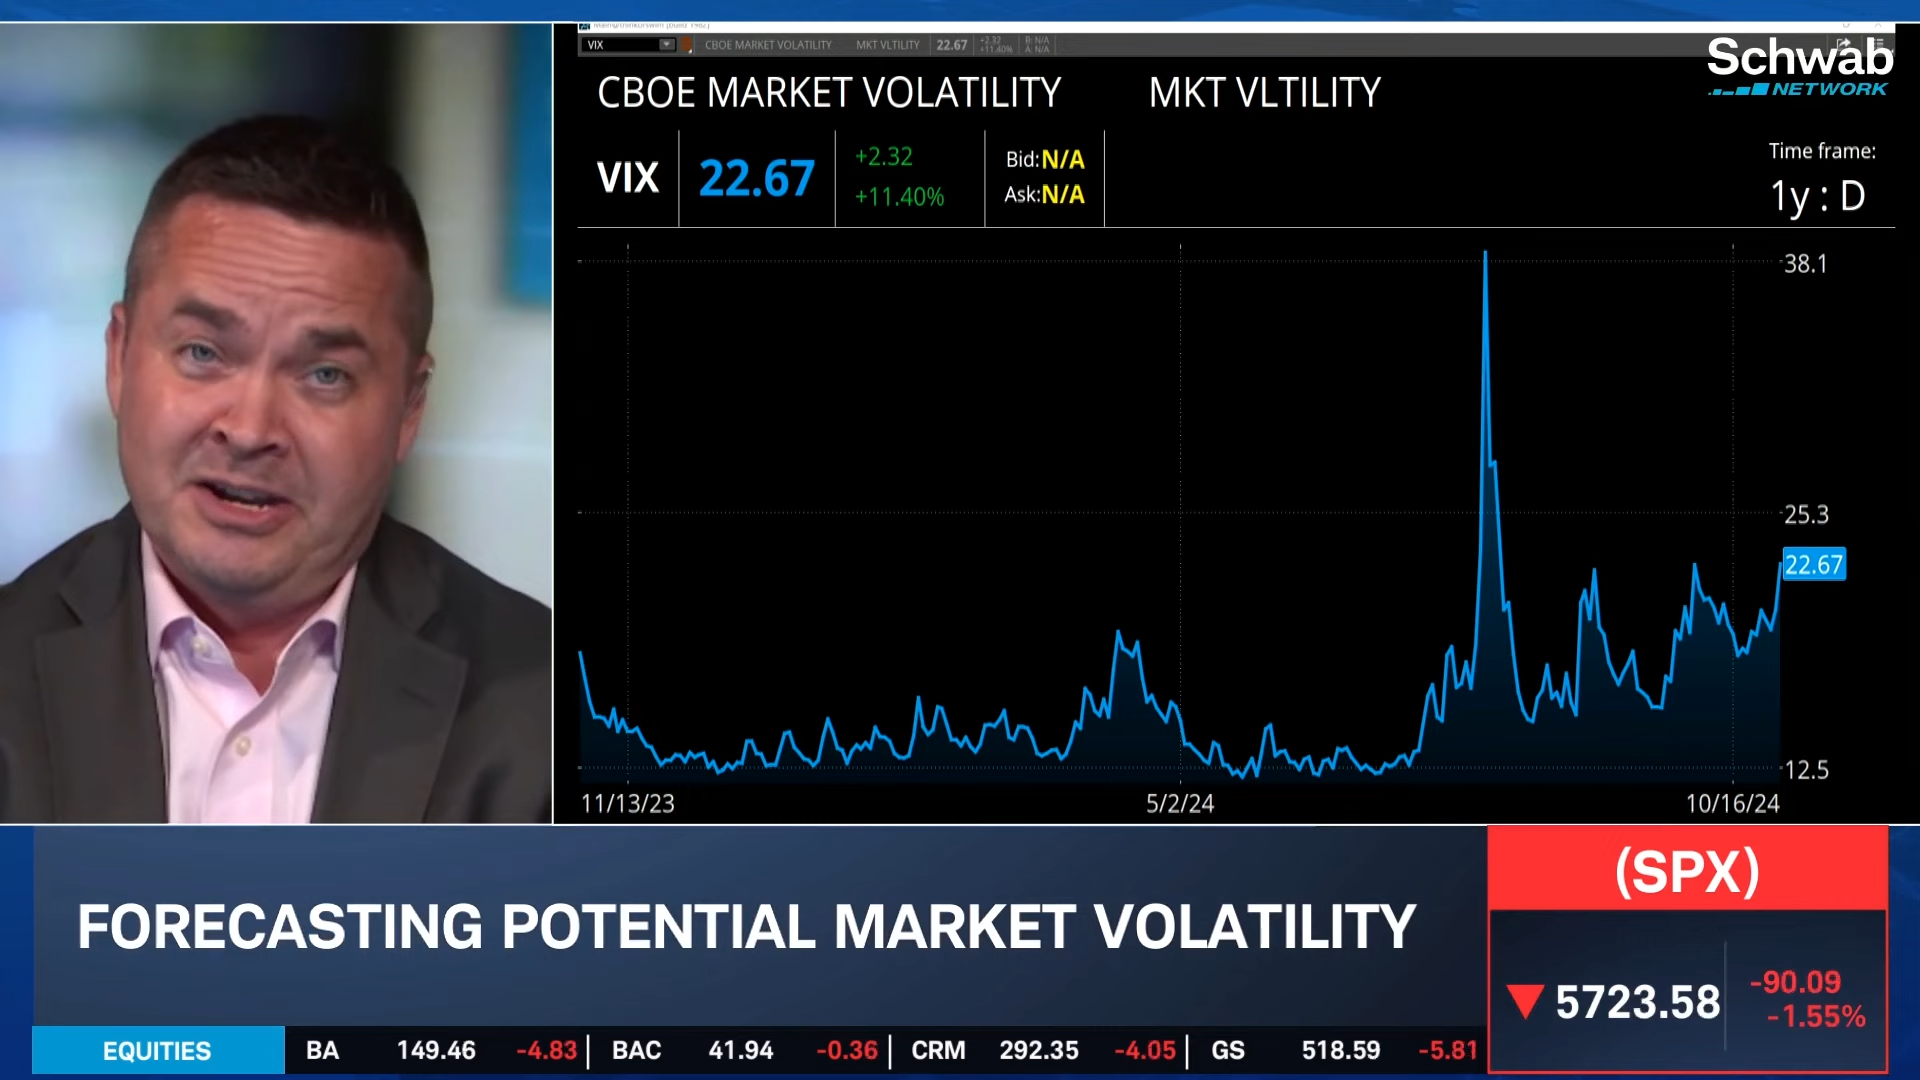 VIX CBOE MARKET VOLATILITY MKT VLTILITY 22.67 +2.32 +11.40% B: N/A A: N/A
Schwab
NETWORK
CBOE MARKET VOLATILITY MKT VLTILITY
VIX 22.67 +2.32 +11.40% Bid:N/A Ask:N/A
Time frame:
1y : D
38.1
25.3
22.67
12.5
11/13/23 5/2/24 10/16/24
FORECASTING POTENTIAL MARKET VOLATILITY
(SPX)
5723.58 -90.09 -1.55%
EQUITIES BA 149.46 -4.83 BAC 41.94 -0.36 CRM 292.35 -4.05 GS 518.59 -5.81